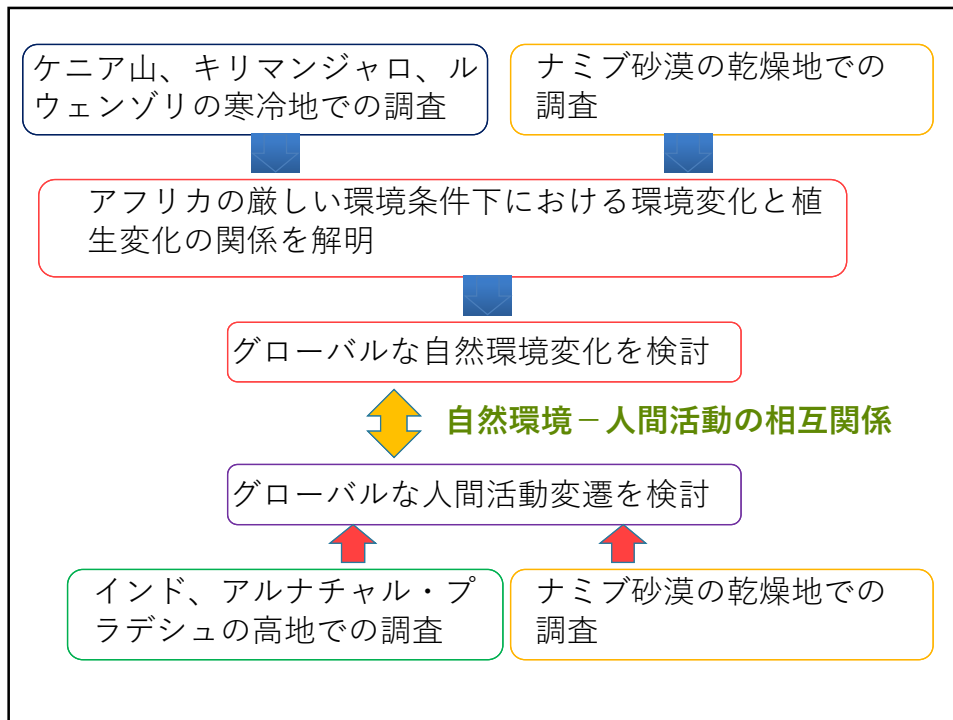 ケニア山、キリマンジャロ、ル
ウェンゾリの寒冷地での調査
ナミブ砂漠の乾燥地での
調査
アフリカの厳しい環境条件下における環境変化と植
生変化の関係を解明
グローバルな自然環境変化を検討
自然環境－人間活動の相互関係
グローバルな人間活動変遷を検討
インド、アルナチャル・プ
ラデシュの高地での調査
ナミブ砂漠の乾燥地での
調査